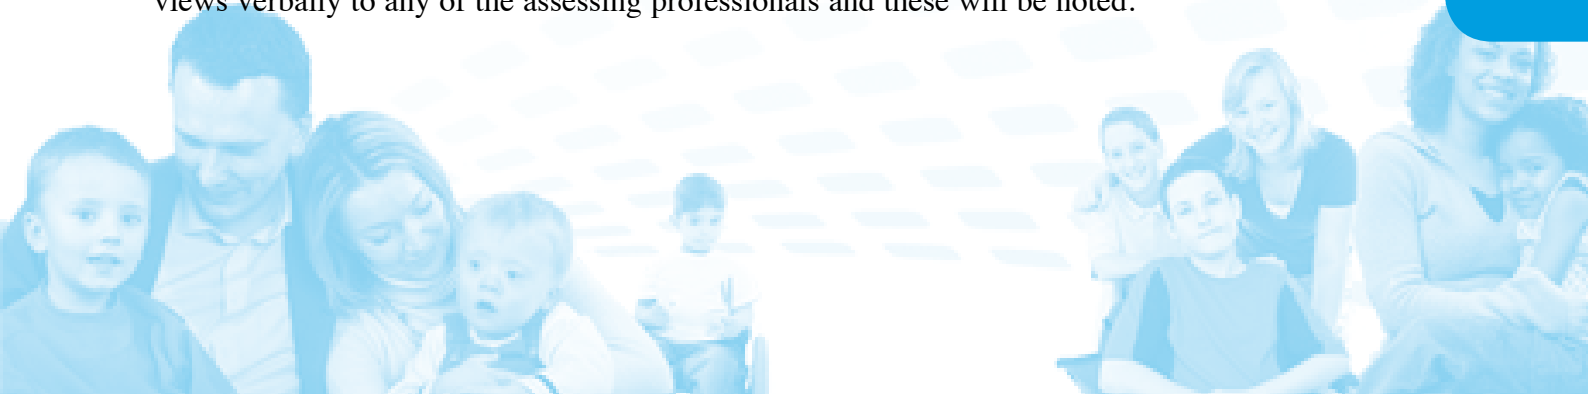 views verbally to any of the assessing professionals and these will be noted.